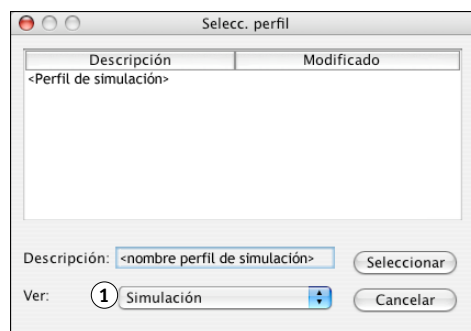 Selecc. perfil
Descripción Modificado
<Perfil de simulación>
Descripción: <nombre perfil de simulación> Seleccionar
Ver: 1 Simulación Cancelar